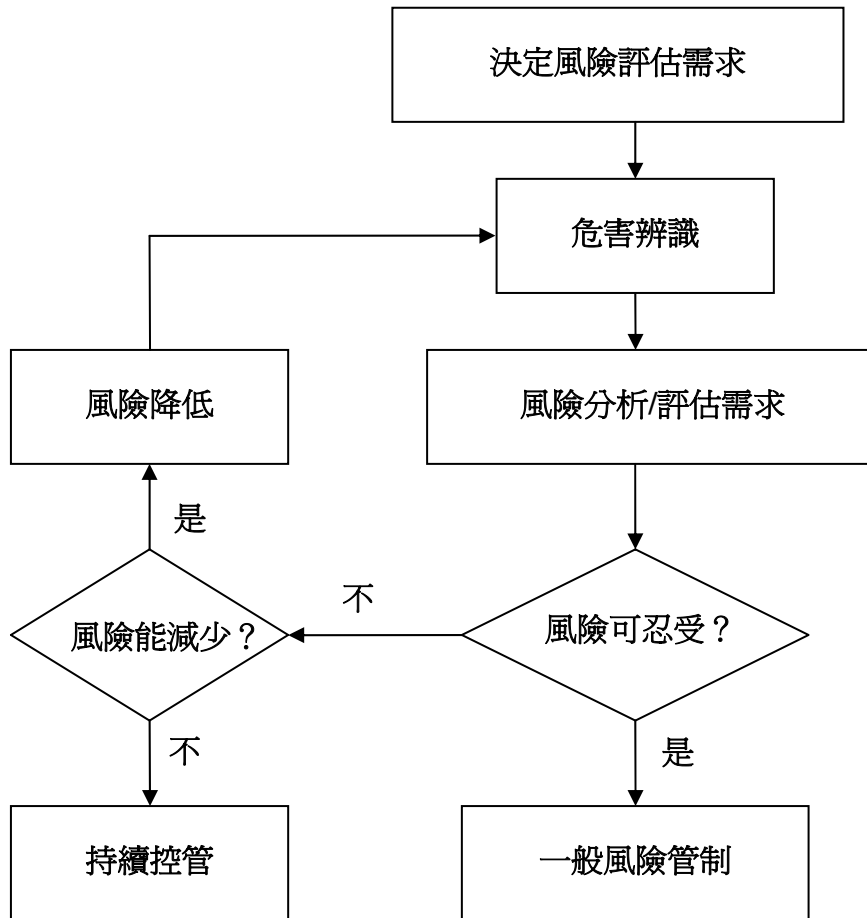 決定風險評估需求
危害辨識
風險降低
風險分析/評估需求
是
不
風險能減少？
風險可忍受？
不
是
持續控管
一般風險管制